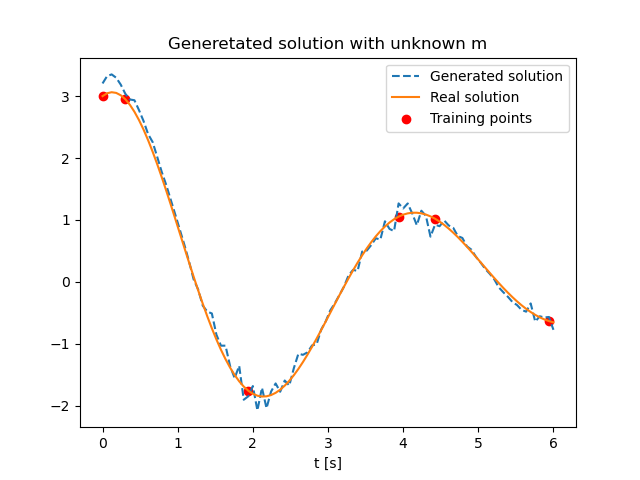 Generetated solution with unknown m
Generated solution
Real solution
Training points
3
2
1
0
−1
−2
0 1 2 3 4 5 6
t [s]